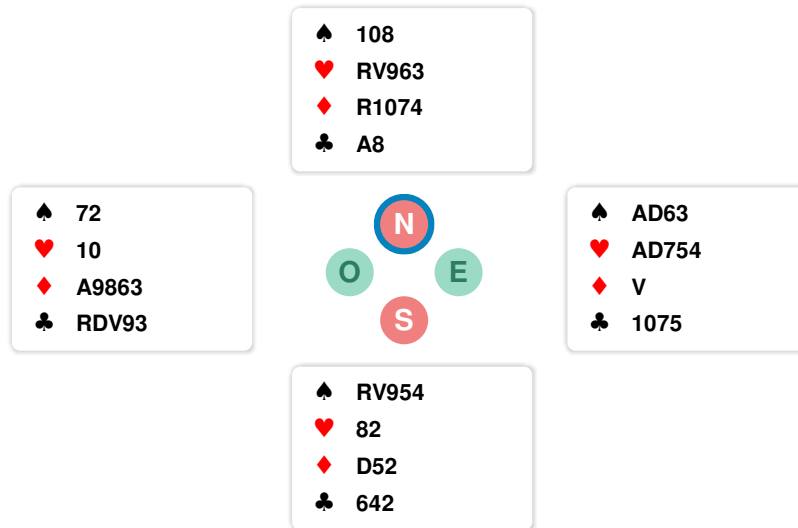 ♠ 108
♥ RV963
♦ R1074
♣ A8
♠ 72
♥ 10
♦ A9863
♣ RDV93
N
O
E
S
♠ AD63
♥ AD754
♦ V
♣ 1075
♠ RV954
♥ 82
♦ D52
♣ 642